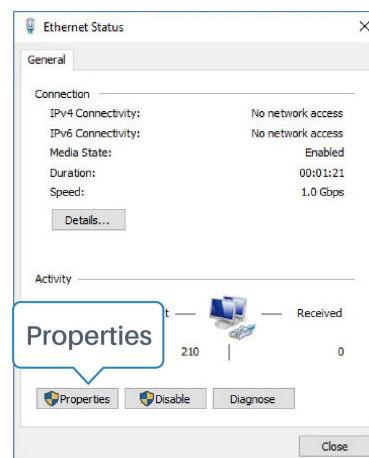 Ethernet Status
General
Connection
IPv4 Connectivity: No network access
IPv6 Connectivity: No network access
Media State: Enabled
Duration: 00:01:21
Speed: 1.0 Gbps
Details...
Activity
Received
Properties
210 0
Properties Disable Diagnose
Close